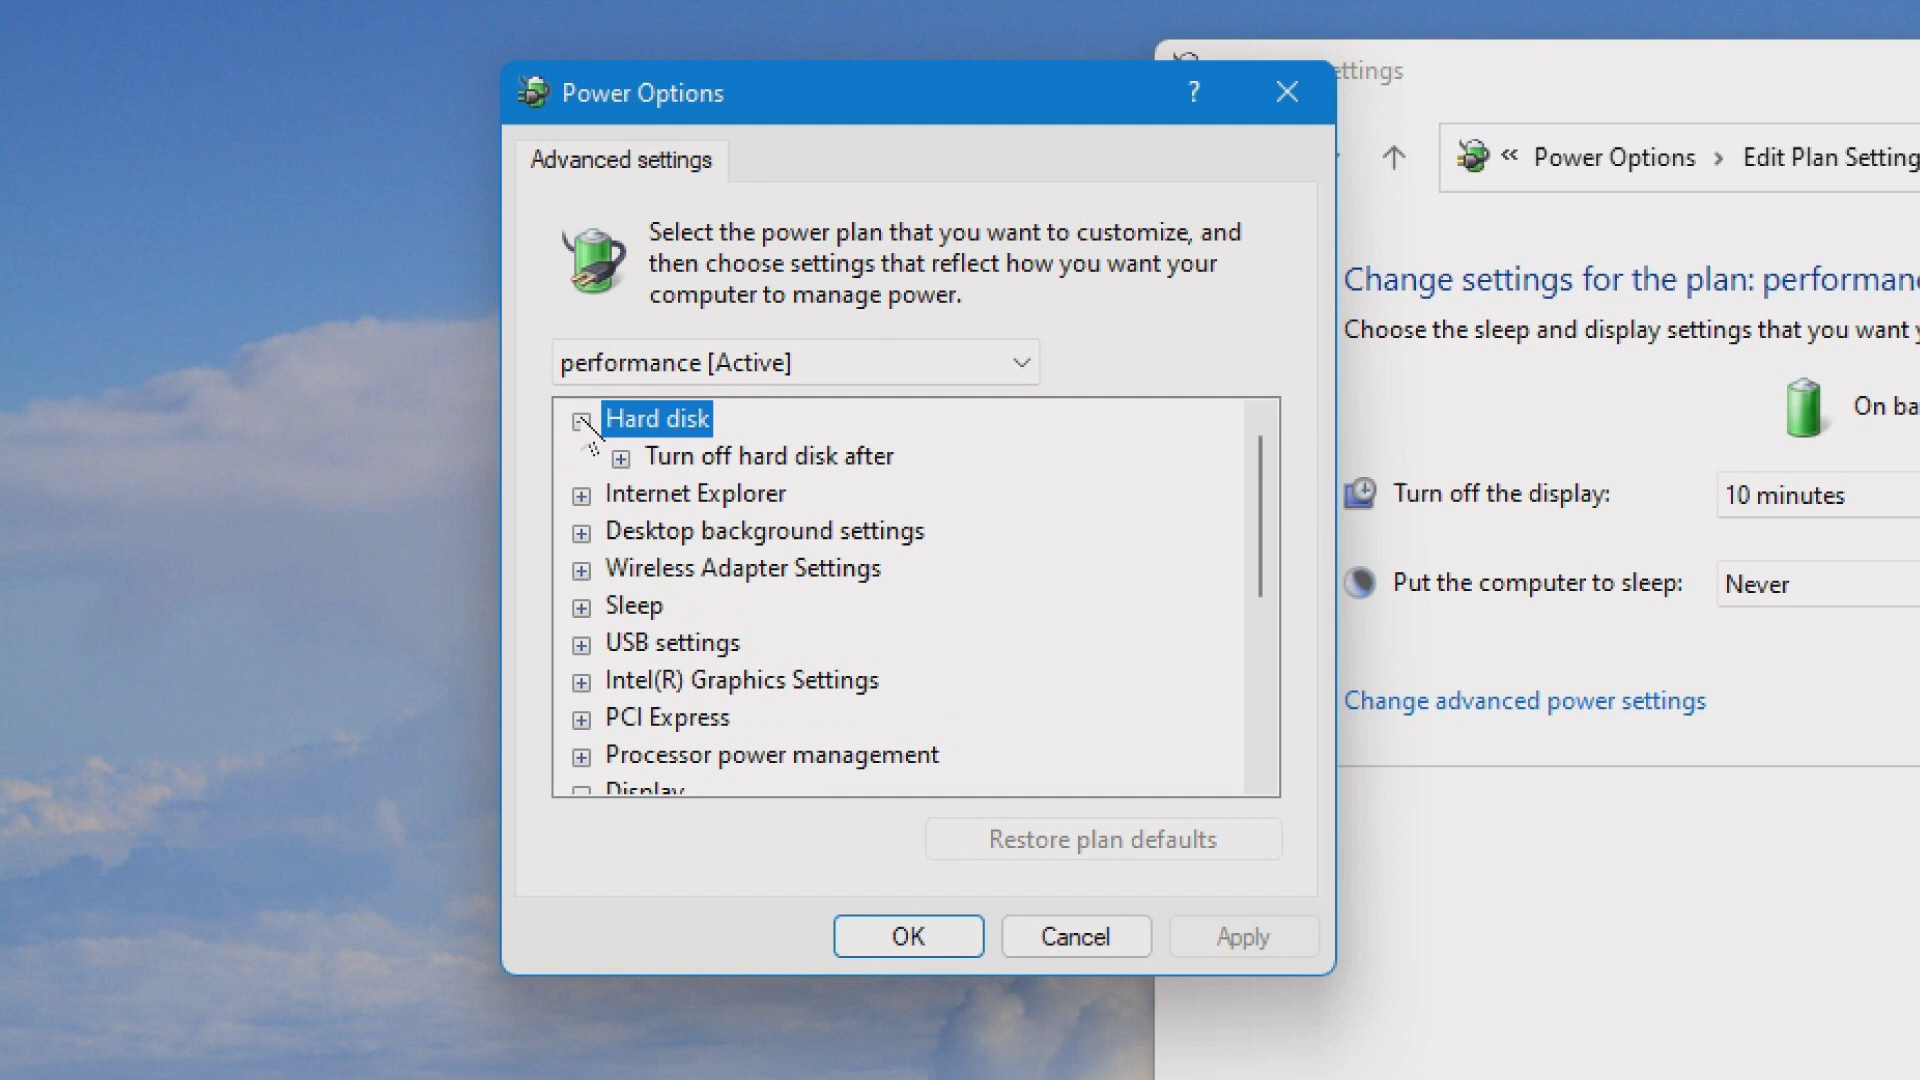 Power Options
?
Advanced settings
Select the power plan that you want to customize, and
then choose settings that reflect how you want your
computer to manage power.
performance [Active]
Hard disk
Turn off hard disk after
Internet Explorer
Desktop background settings
Wireless Adapter Settings
Sleep
USB settings
Intel(R) Graphics Settings
PCI Express
Processor power management
Display
Restore plan defaults
OK
Cancel
Apply
ettings
« Power Options > Edit Plan Setting
Change settings for the plan: performanc
Choose the sleep and display settings that you want y
On ba
Turn off the display:
10 minutes
Put the computer to sleep:
Never
Change advanced power settings